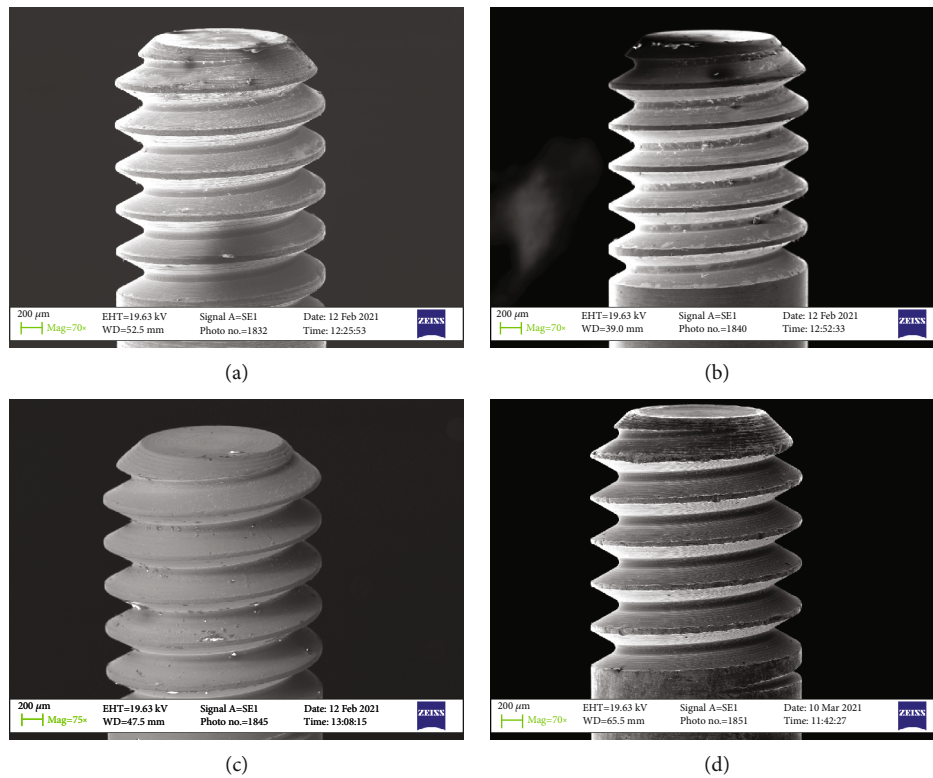 200 μm
Mag=70×
EHT=19.63 kV
WD=52.5 mm
Signal A=SE1
Photo no.=1832
Date: 12 Feb 2021
Time: 12:25:53
ZEISS
(a)
200 μm
Mag=70×
EHT=19.63 kV
WD=39.0 mm
Signal A=SE1
Photo no.=1840
Date: 12 Feb 2021
Time: 12:52:33
ZEISS
(b)
200 μm
Mag=75×
EHT=19.63 kV
WD=47.5 mm
Signal A=SE1
Photo no.=1845
Date: 12 Feb 2021
Time: 13:08:15
ZEISS
(c)
200 μm
Mag=70×
EHT=19.63 kV
WD=65.5 mm
Signal A=SE1
Photo no.=1851
Date: 10 Mar 2021
Time: 11:42:27
ZEISS
(d)